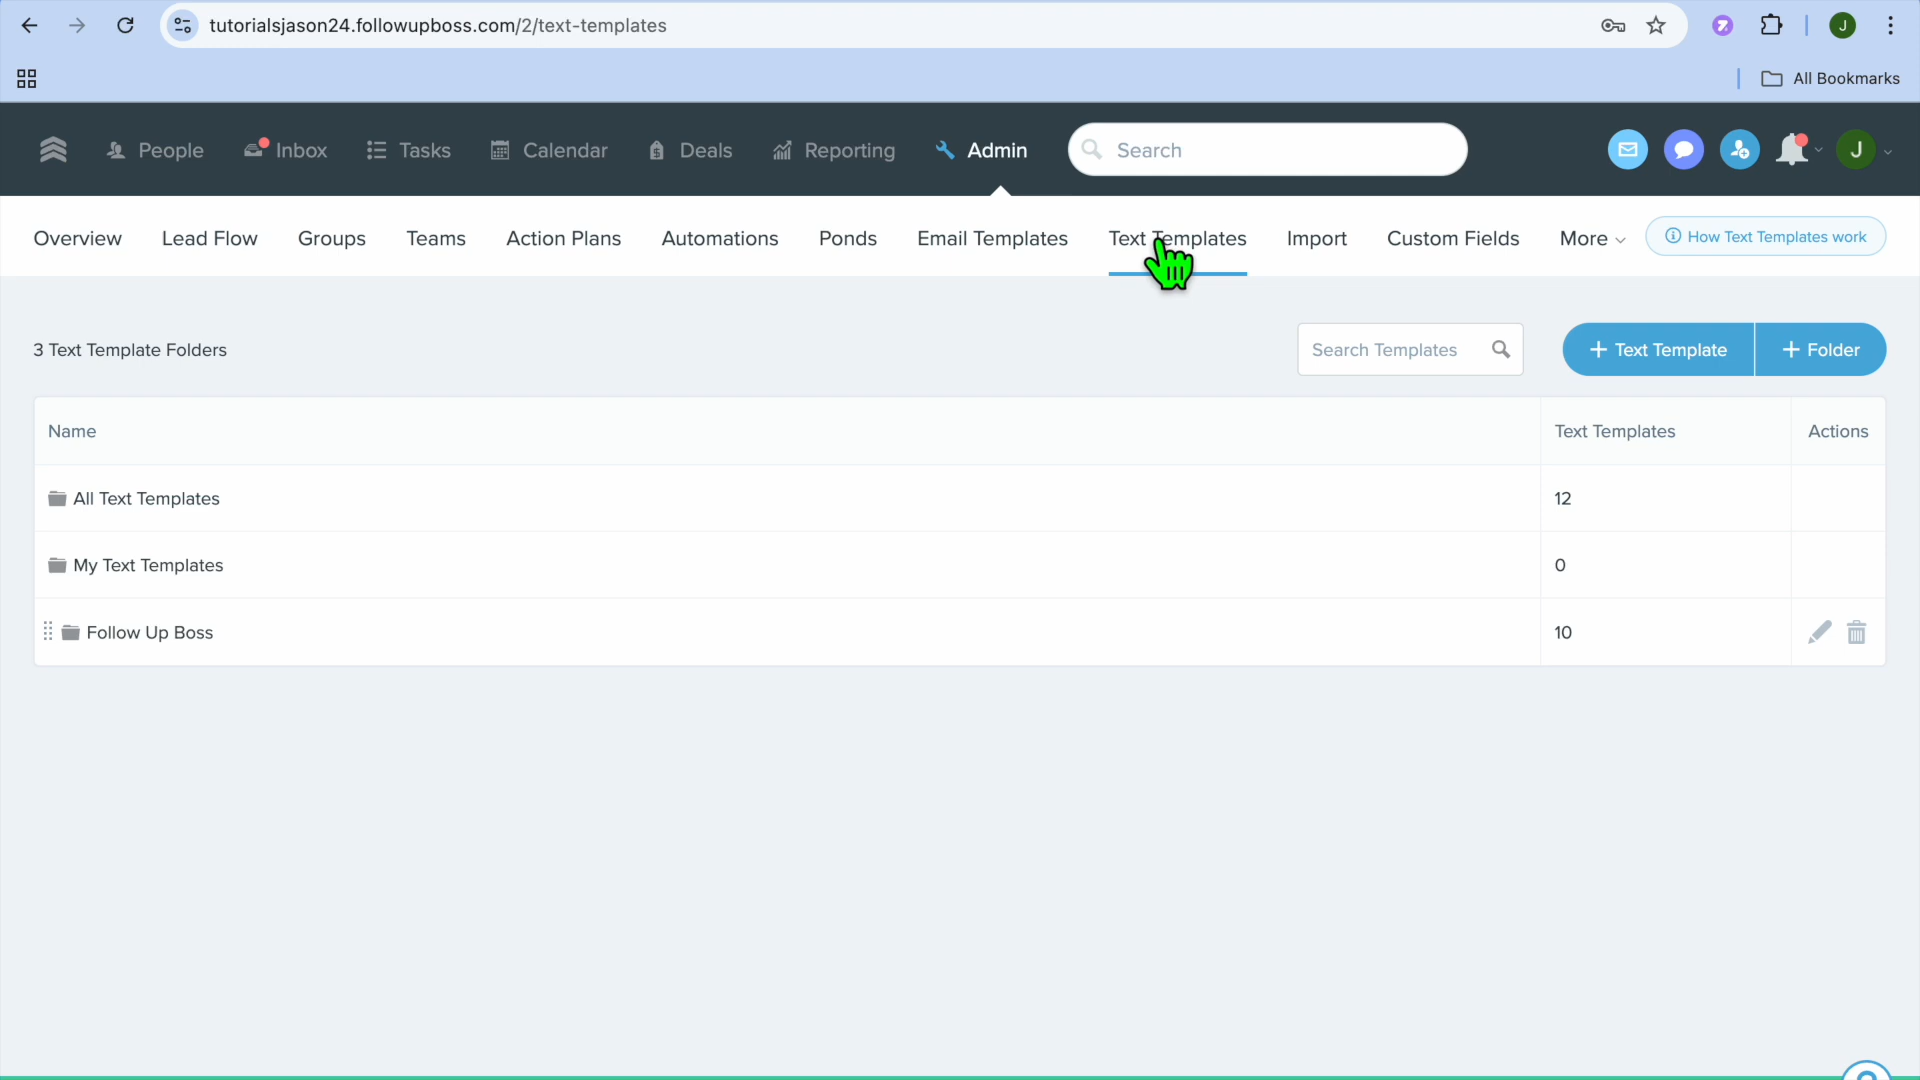 tutorialsjason24.followupboss.com/2/text-templates
J
All Bookmarks
People
Inbox
Tasks
Calendar
Deals
Reporting
Admin
Search
J
Overview
Lead Flow
Groups
Teams
Action Plans
Automations
Ponds
Email Templates
Text Templates
Import
Custom Fields
More
How Text Templates work
3 Text Template Folders
Search Templates
+ Text Template
+ Folder
Name
Text Templates
Actions
All Text Templates
12
My Text Templates
0
Follow Up Boss
10